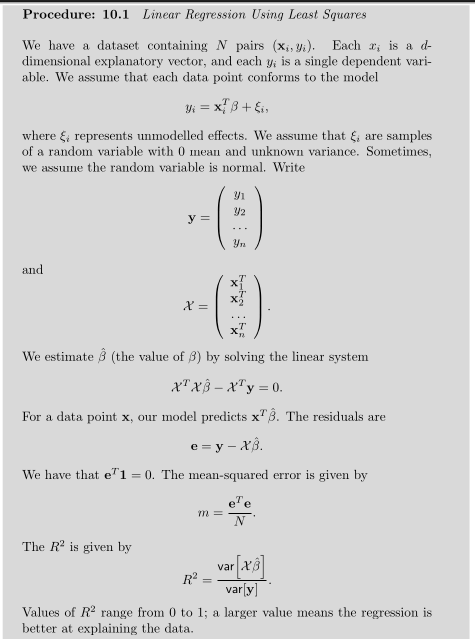 Procedure: 10.1 Linear Regression Using Least Squares
We have a dataset containing N pairs (𝐱ᵢ, yᵢ). Each xᵢ is a d-
dimensional explanatory vector, and each yᵢ is a single dependent vari-
able. We assume that each data point conforms to the model
yᵢ = 𝐱ᵢᵀβ + ξᵢ,
where ξᵢ represents unmodelled effects. We assume that ξᵢ are samples
of a random variable with 0 mean and unknown variance. Sometimes,
we assume the random variable is normal. Write
𝐲 = ( y₁
y₂
...
yₙ )
and
𝒳 = ( 𝐱₁ᵀ
𝐱₂ᵀ
...
𝐱ₙᵀ ) .
We estimate β̂ (the value of β) by solving the linear system
𝒳ᵀ𝒳β̂ − 𝒳ᵀ𝐲 = 0.
For a data point 𝐱, our model predicts 𝐱ᵀβ̂. The residuals are
𝐞 = 𝐲 − 𝒳β̂.
We have that 𝐞ᵀ𝟏 = 0. The mean-squared error is given by
m = 𝐞ᵀ𝐞 / N.
The R² is given by
R² = var[𝒳β̂] / var[𝐲].
Values of R² range from 0 to 1; a larger value means the regression is
better at explaining the data.